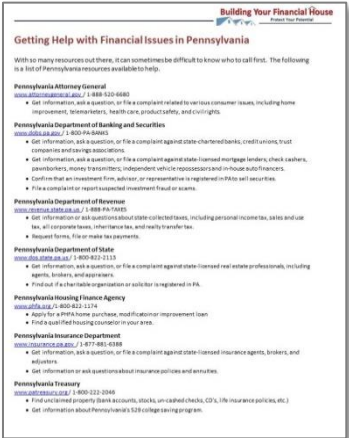 Building Your Financial House
Protect Your Potential
Getting Help with Financial Issues in Pennsylvania
With so many resources out there, it can sometimes be difficult to know who to call first. The following
is a list of Pennsylvania resources available to help.
Pennsylvania Attorney General
www.attorneygeneral.gov / 1-888-520-6680
• Get information, ask a question, or file a complaint related to various consumer issues, including home
improvement, telemarketers, health care, product safety, and civil rights.
Pennsylvania Department of Banking and Securities
www.dobs.pa.gov / 1-800-PA-BANKS
• Get information, ask a question, or file a complaint against state-chartered banks, credit unions, trust
companies and savings associations.
• Get information, ask a question, or file a complaint against state-licensed mortgage lenders; check cashers,
pawnbrokers, money transmitters; independent vehicle repossessors and in-house auto financers.
• Confirm that an investment firm, advisor, or representative is registered in PA to sell securities.
• File a complaint or report suspected investment fraud or scams.
Pennsylvania Department of Revenue
www.revenue.state.pa.us / 1-888-PA-TAXES
• Get information or ask questions about state-collected taxes, including personal income tax, sales and use
tax, all corporate taxes, inheritance tax, and realty transfer tax.
• Request forms, file or make tax payments.
Pennsylvania Department of State
www.dos.state.pa.us / 1-800-822-2113
• Get information, ask a question, or file a complaint against state-licensed real estate professionals, including
agents, brokers, and appraisers.
• Find out if a charitable organization or solicitor is registered in PA.
Pennsylvania Housing Finance Agency
www.phfa.org / 1-800-822-1174
• Apply for a PHFA home purchase, modification or improvement loan
• Find a qualified housing counselor in your area.
Pennsylvania Insurance Department
www.insurance.pa.gov / 1-877-881-6388
• Get information, ask a question, or file a complaint against state-licensed insurance agents, brokers, and
adjustors.
• Get information or ask questions about insurance policies and annuities.
Pennsylvania Treasury
www.patreasury.org / 1-800-222-2046
• Find unclaimed property (bank accounts, stocks, un-cashed checks, CD's, life insurance policies, etc.)
• Get information about Pennsylvania's 529 college saving program.